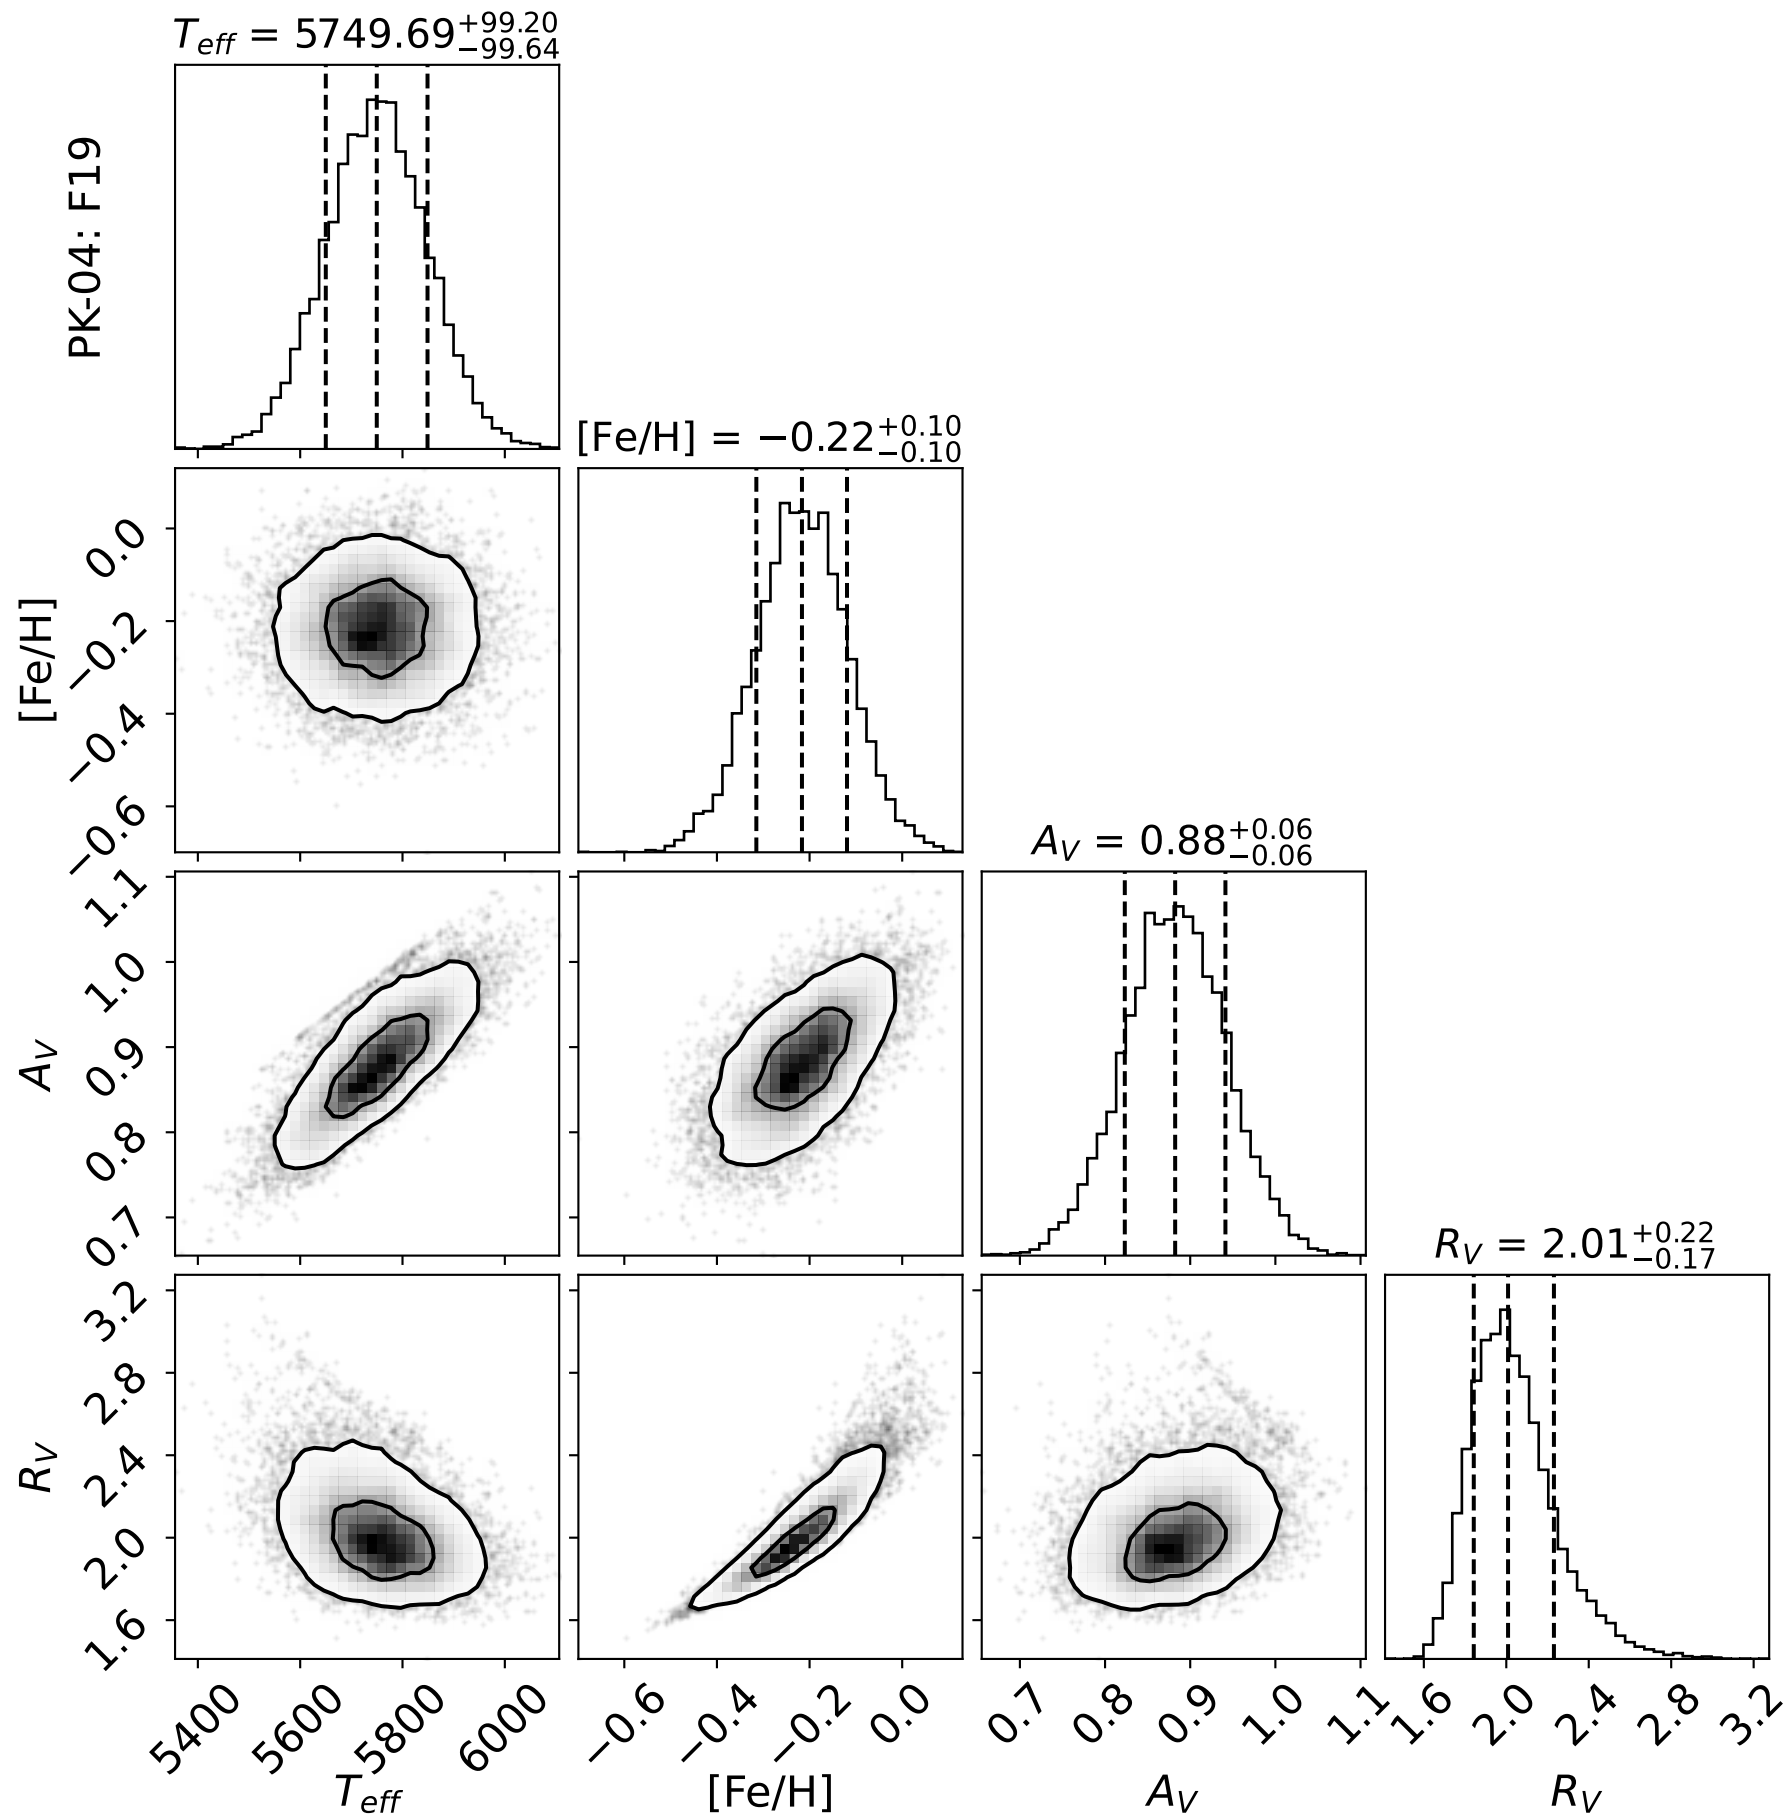 T_eff = 5749.69 +99.20 −99.64
PK-04: F19
[Fe/H] = −0.22 +0.10 −0.10
0.0
−0.2
−0.4
−0.6
[Fe/H]
A_V = 0.88 +0.06 −0.06
1.1
1.0
0.9
0.8
0.7
A_V
R_V = 2.01 +0.22 −0.17
3.2
2.8
2.4
2.0
1.6
R_V
5400 5600 5800 6000
−0.6 −0.4 −0.2 0.0
0.7 0.8 0.9 1.0 1.1
1.6 2.0 2.4 2.8 3.2
T_eff [Fe/H] A_V R_V